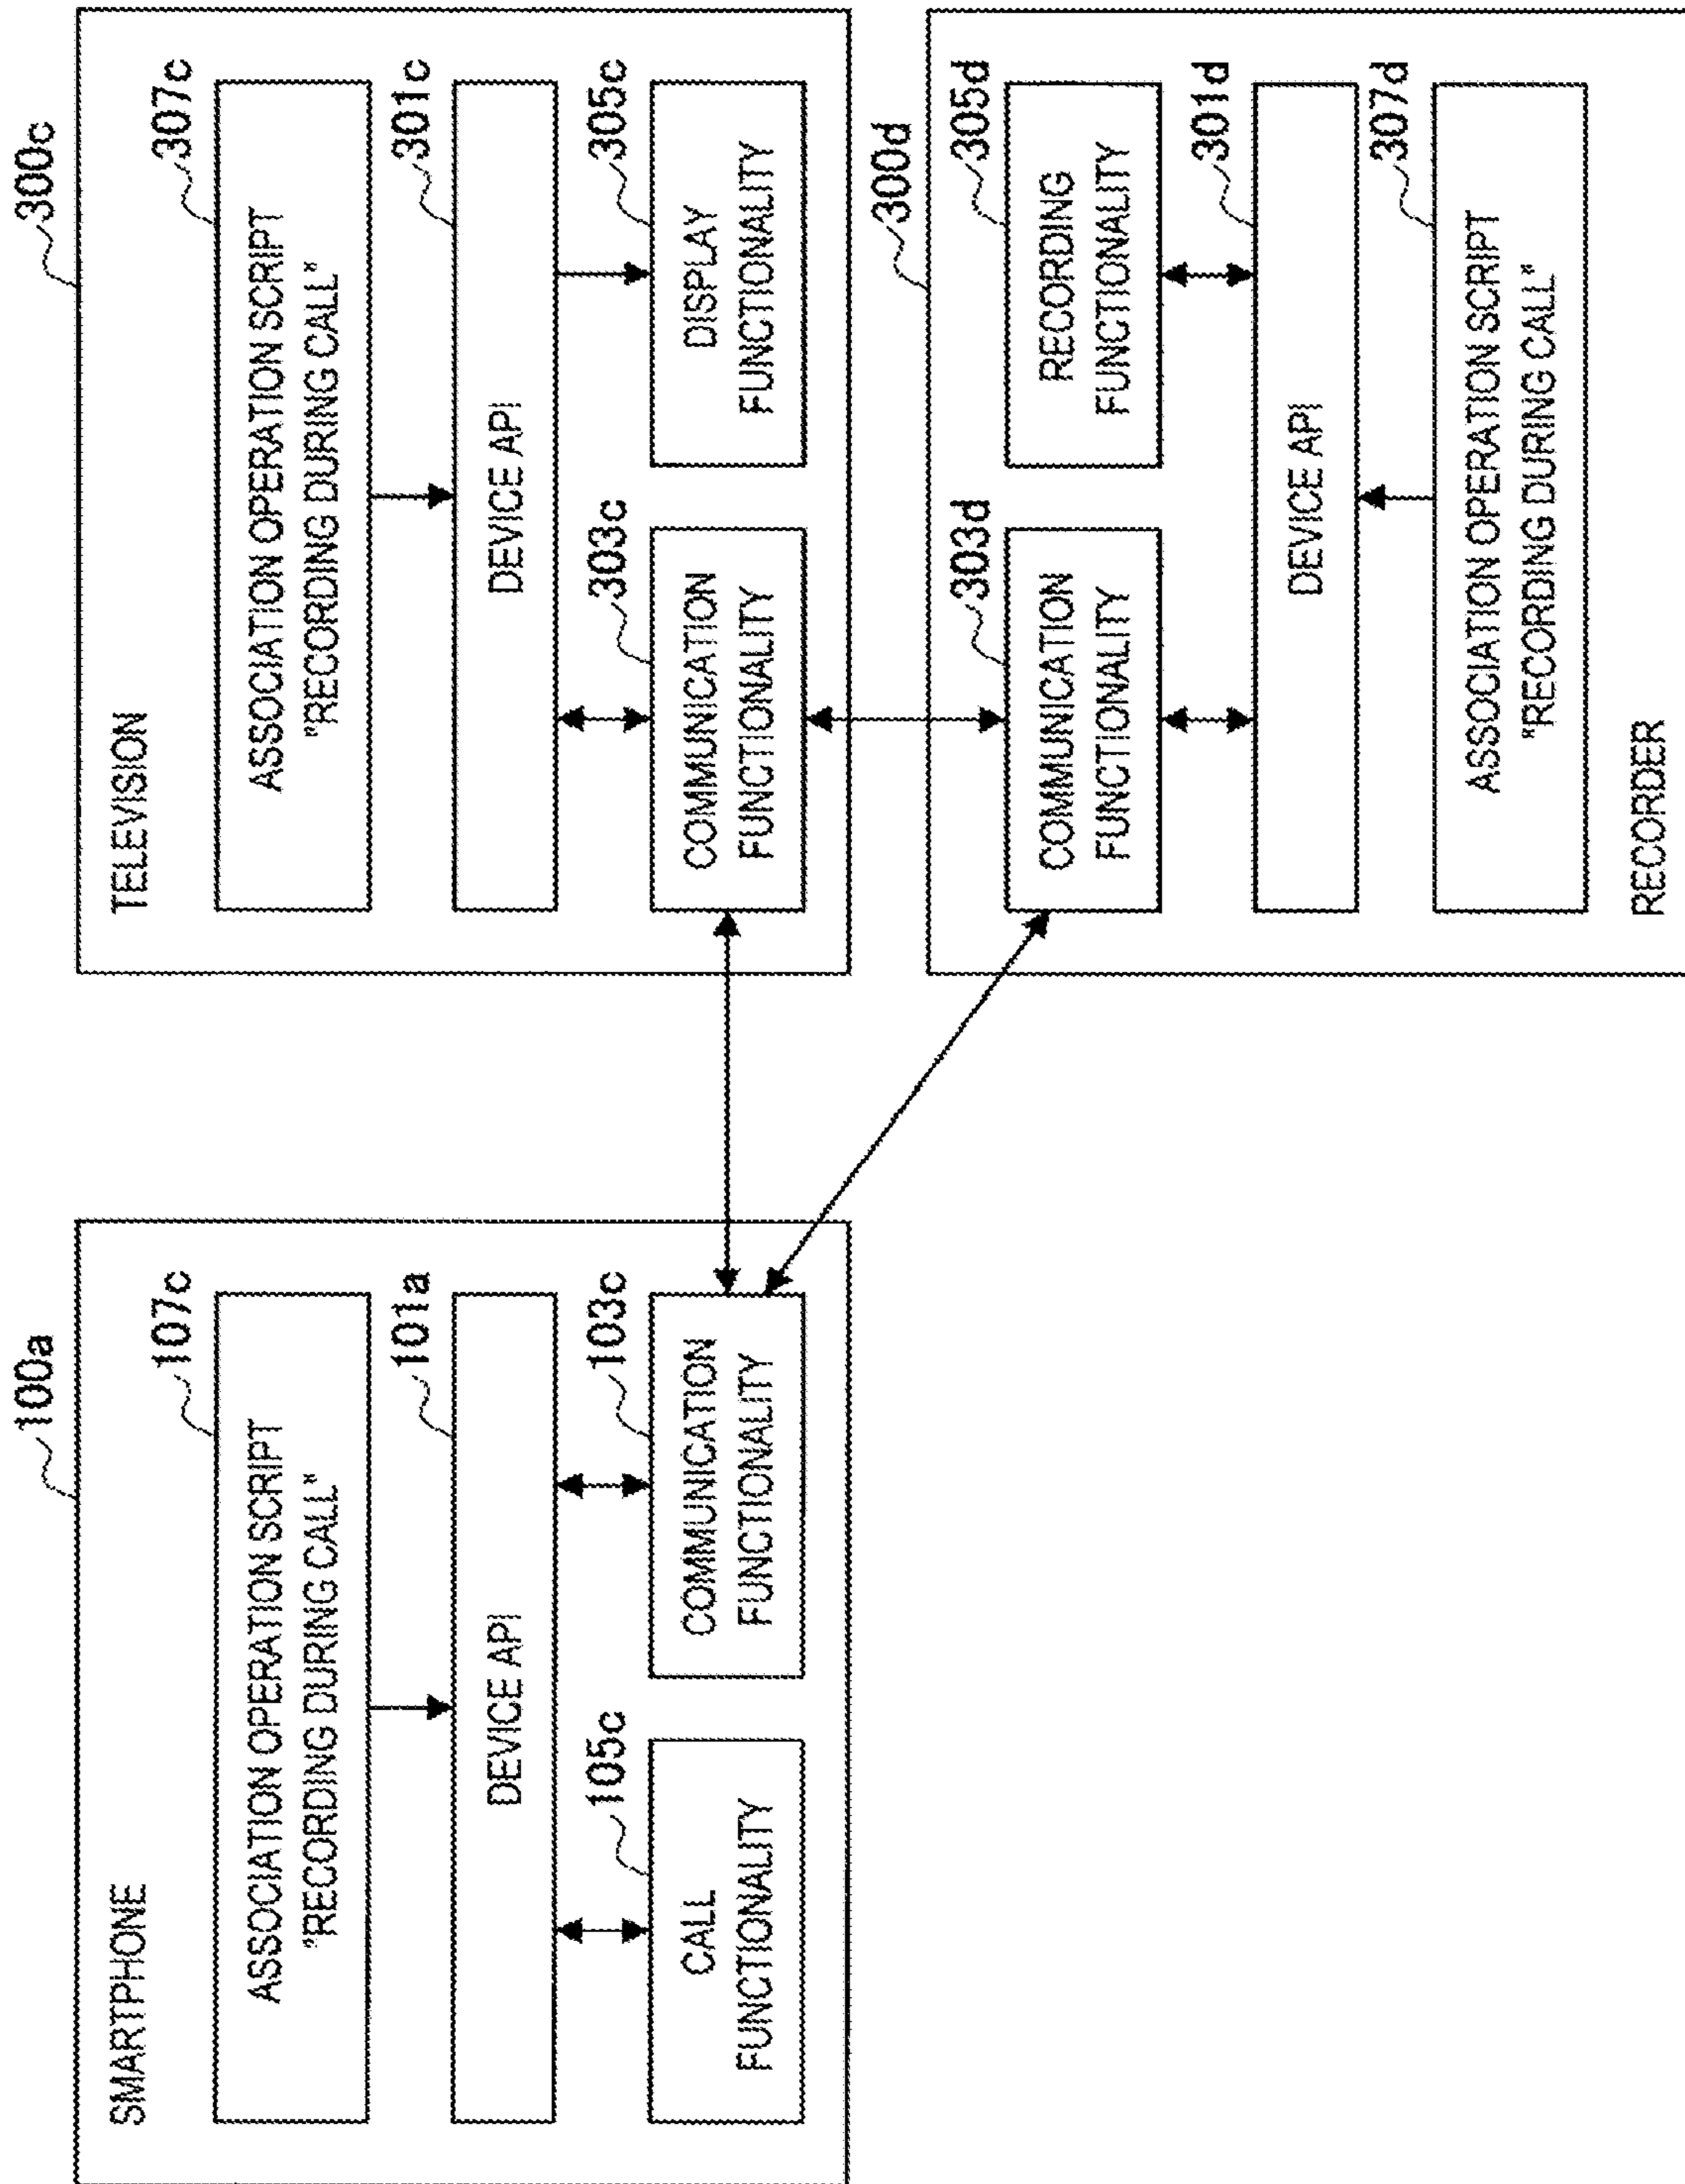 100a
SMARTPHONE
107c
ASSOCIATION OPERATION SCRIPT
"RECORDING DURING CALL"
101a
DEVICE API
105c
103c
CALL
FUNCTIONALITY
COMMUNICATION
FUNCTIONALITY
300c
TELEVISION
307c
ASSOCIATION OPERATION SCRIPT
"RECORDING DURING CALL"
301c
DEVICE API
303c
305c
COMMUNICATION
FUNCTIONALITY
DISPLAY
FUNCTIONALITY
300d
303d
305d
COMMUNICATION
FUNCTIONALITY
RECORDING
FUNCTIONALITY
301d
DEVICE API
307d
ASSOCIATION OPERATION SCRIPT
"RECORDING DURING CALL"
RECORDER